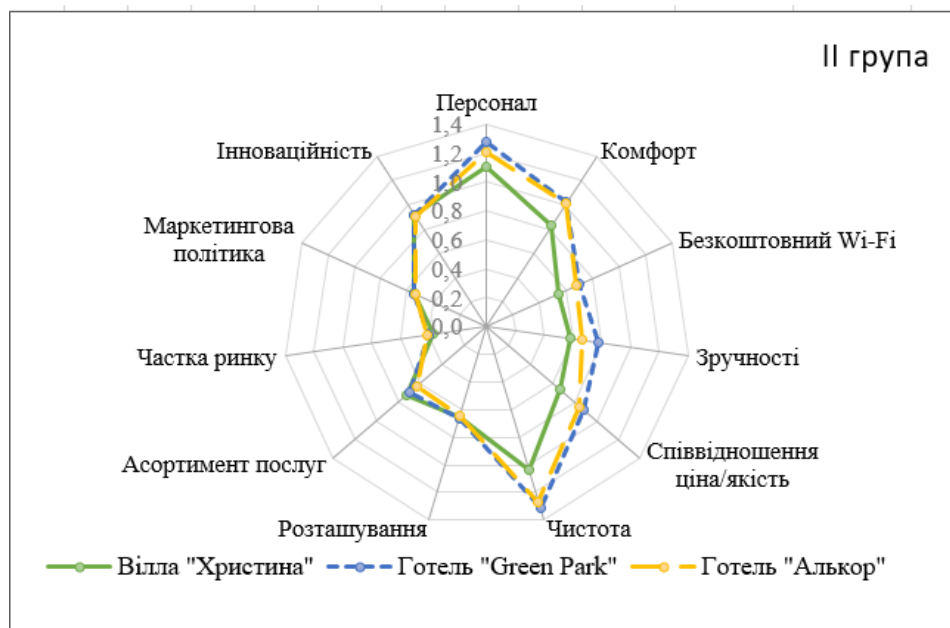 II група
Персонал
Комфорт
Безкоштовний Wi-Fi
Зручності
Співвідношення
ціна/якість
Чистота
Розташування
Асортимент послуг
Частка ринку
Маркетингова
політика
Інноваційність
1,4
1,2
1,0
0,8
0,6
0,4
0,2
0,0
Вілла "Христина"
Готель "Green Park"
Готель "Алькор"